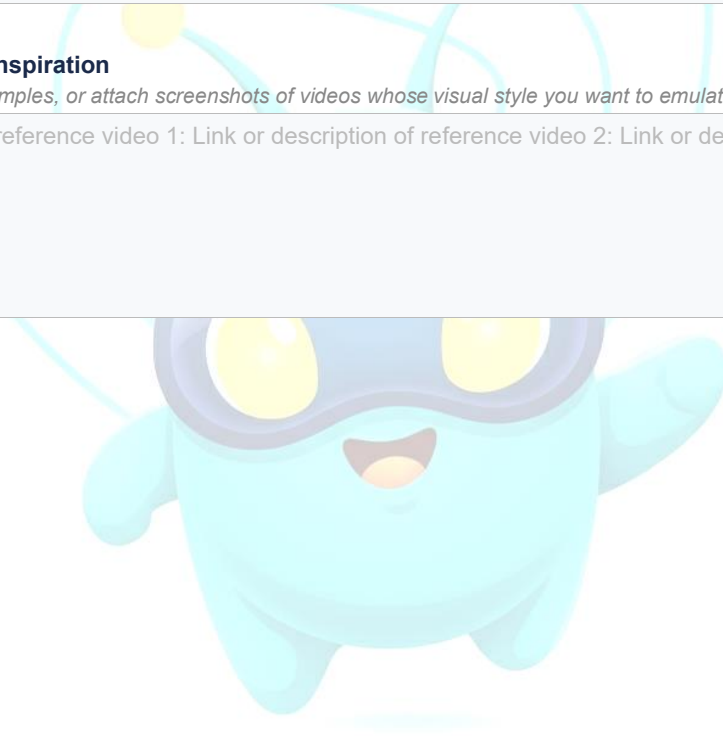 nspiration
mples, or attach screenshots of videos whose visual style you want to emulat
reference video 1: Link or description of reference video 2: Link or de